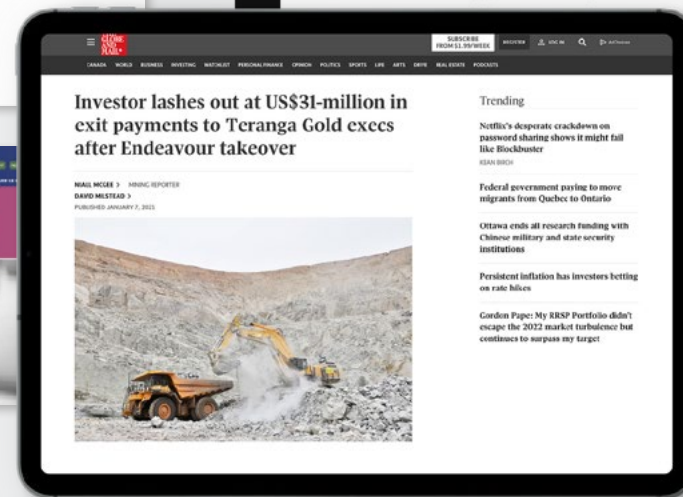 THE
GLOBE
AND
MAIL
SUBSCRIBE
FROM $1.99/WEEK
REGISTER
LOG IN
AdChoices
CANADA WORLD BUSINESS INVESTING WATCHLIST PERSONAL FINANCE OPINION POLITICS SPORTS LIFE ARTS DRIVE REAL ESTATE PODCASTS
Investor lashes out at US$31-million in
exit payments to Teranga Gold execs
after Endeavour takeover
NIALL MCGEE > MINING REPORTER
DAVID MILSTEAD >
PUBLISHED JANUARY 7, 2021
Trending
Netflix's desperate crackdown on
password sharing shows it might fail
like Blockbuster
KEAN BIRCH
Federal government paying to move
migrants from Quebec to Ontario
Ottawa ends all research funding with
Chinese military and state security
institutions
Persistent inflation has investors betting
on rate hikes
Gordon Pape: My RRSP Portfolio didn't
escape the 2022 market turbulence but
continues to surpass my target